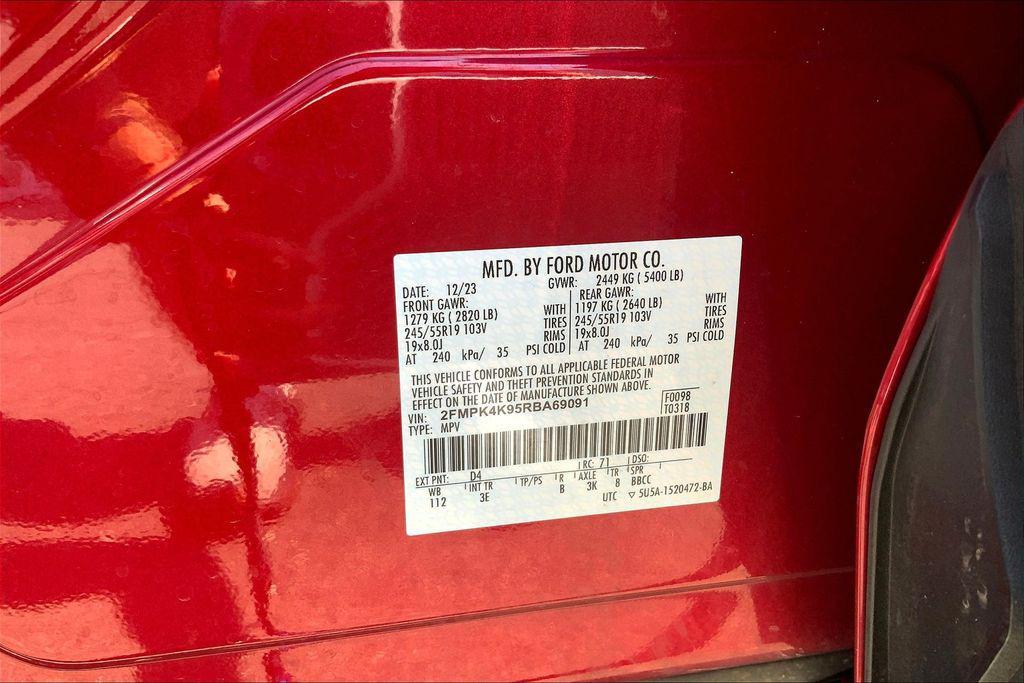 MFD. BY FORD MOTOR CO.
DATE: 12/23 GVWR: 2449 KG ( 5400 LB)
FRONT GAWR: REAR GAWR:
1279 KG ( 2820 LB) WITH 1197 KG ( 2640 LB) WITH
245/55R19 103V TIRES 245/55R19 103V TIRES
19x8.0J RIMS 19x8.0J RIMS
AT 240 kPa/ 35 PSI COLD AT 240 kPa/ 35 PSI COLD
THIS VEHICLE CONFORMS TO ALL APPLICABLE FEDERAL MOTOR
VEHICLE SAFETY AND THEFT PREVENTION STANDARDS IN
EFFECT ON THE DATE OF MANUFACTURE SHOWN ABOVE.
VIN: 2FMPK4K95RBA69091 F0098
TYPE: MPV T0318
EXT PNT: D4 RC: 71 DSO:
WB INT TR TP/PS R AXLE TR SPR
112 3E B 3K 8 BBCC
UTC ▽ 5U5A-1520472-BA